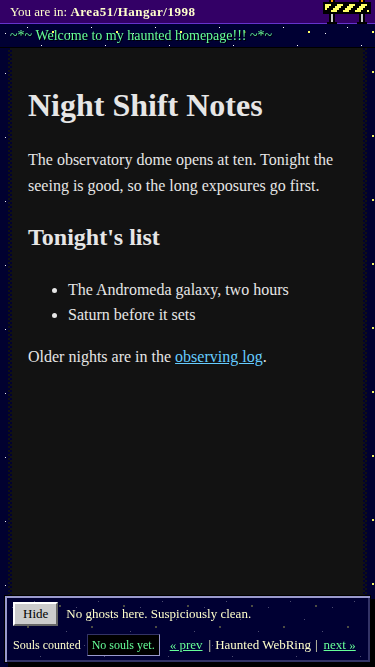 You are in: Area51/Hangar/1998
~*~ Welcome to my haunted homepage!!! ~*~
Night Shift Notes
The observatory dome opens at ten. Tonight the
seeing is good, so the long exposures go first.
Tonight's list
• The Andromeda galaxy, two hours
• Saturn before it sets
Older nights are in the observing log.
Hide No ghosts here. Suspiciously clean.
Souls counted No souls yet. « prev | Haunted WebRing | next »